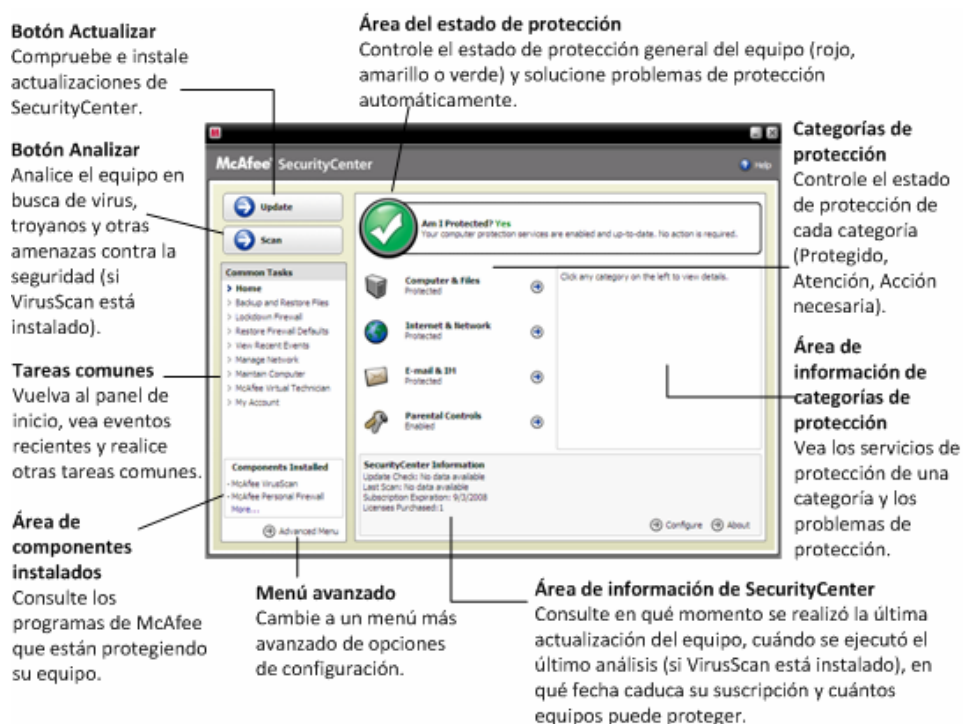 Botón Actualizar
Compruebe e instale
actualizaciones de
SecurityCenter.
Área del estado de protección
Controle el estado de protección general del equipo (rojo,
amarillo o verde) y solucione problemas de protección
automáticamente.
Botón Analizar
Analice el equipo en
busca de virus,
troyanos y otras
amenazas contra la
seguridad (si
VirusScan está
instalado).
Tareas comunes
Vuelva al panel de
inicio, vea eventos
recientes y realice
otras tareas comunes.
Área de
componentes
instalados
Consulte los
programas de McAfee
que están protegiendo
su equipo.
McAfee® SecurityCenter
Help
Update
Scan
Common Tasks
> Home
> Backup and Restore Files
> Lockdown Firewall
> Restore Firewall Defaults
> View Recent Events
> Manage Network
> Maintain Computer
> McAfee Virtual Technician
> My Account
Components Installed
- McAfee VirusScan
- McAfee Personal Firewall
More...
Advanced Menu
Am I Protected? Yes
Your computer protection services are enabled and up-to-date. No action is required.
Computer & Files
Protected
Internet & Network
Protected
E-mail & IM
Protected
Parental Controls
Enabled
Click any category on the left to view details.
SecurityCenter Information
Update Check: No data available
Last Scan: No data available
Subscription Expiration: 9/3/2008
Licenses Purchased: 1
Configure
About
Categorías de
protección
Controle el estado
de protección de
cada categoría
(Protegido,
Atención, Acción
necesaria).
Área de
información de
categorías de
protección
Vea los servicios de
protección de una
categoría y los
problemas de
protección.
Menú avanzado
Cambie a un menú más
avanzado de opciones
de configuración.
Área de información de SecurityCenter
Consulte en qué momento se realizó la última
actualización del equipo, cuándo se ejecutó el
último análisis (si VirusScan está instalado), en
qué fecha caduca su suscripción y cuántos
equipos puede proteger.